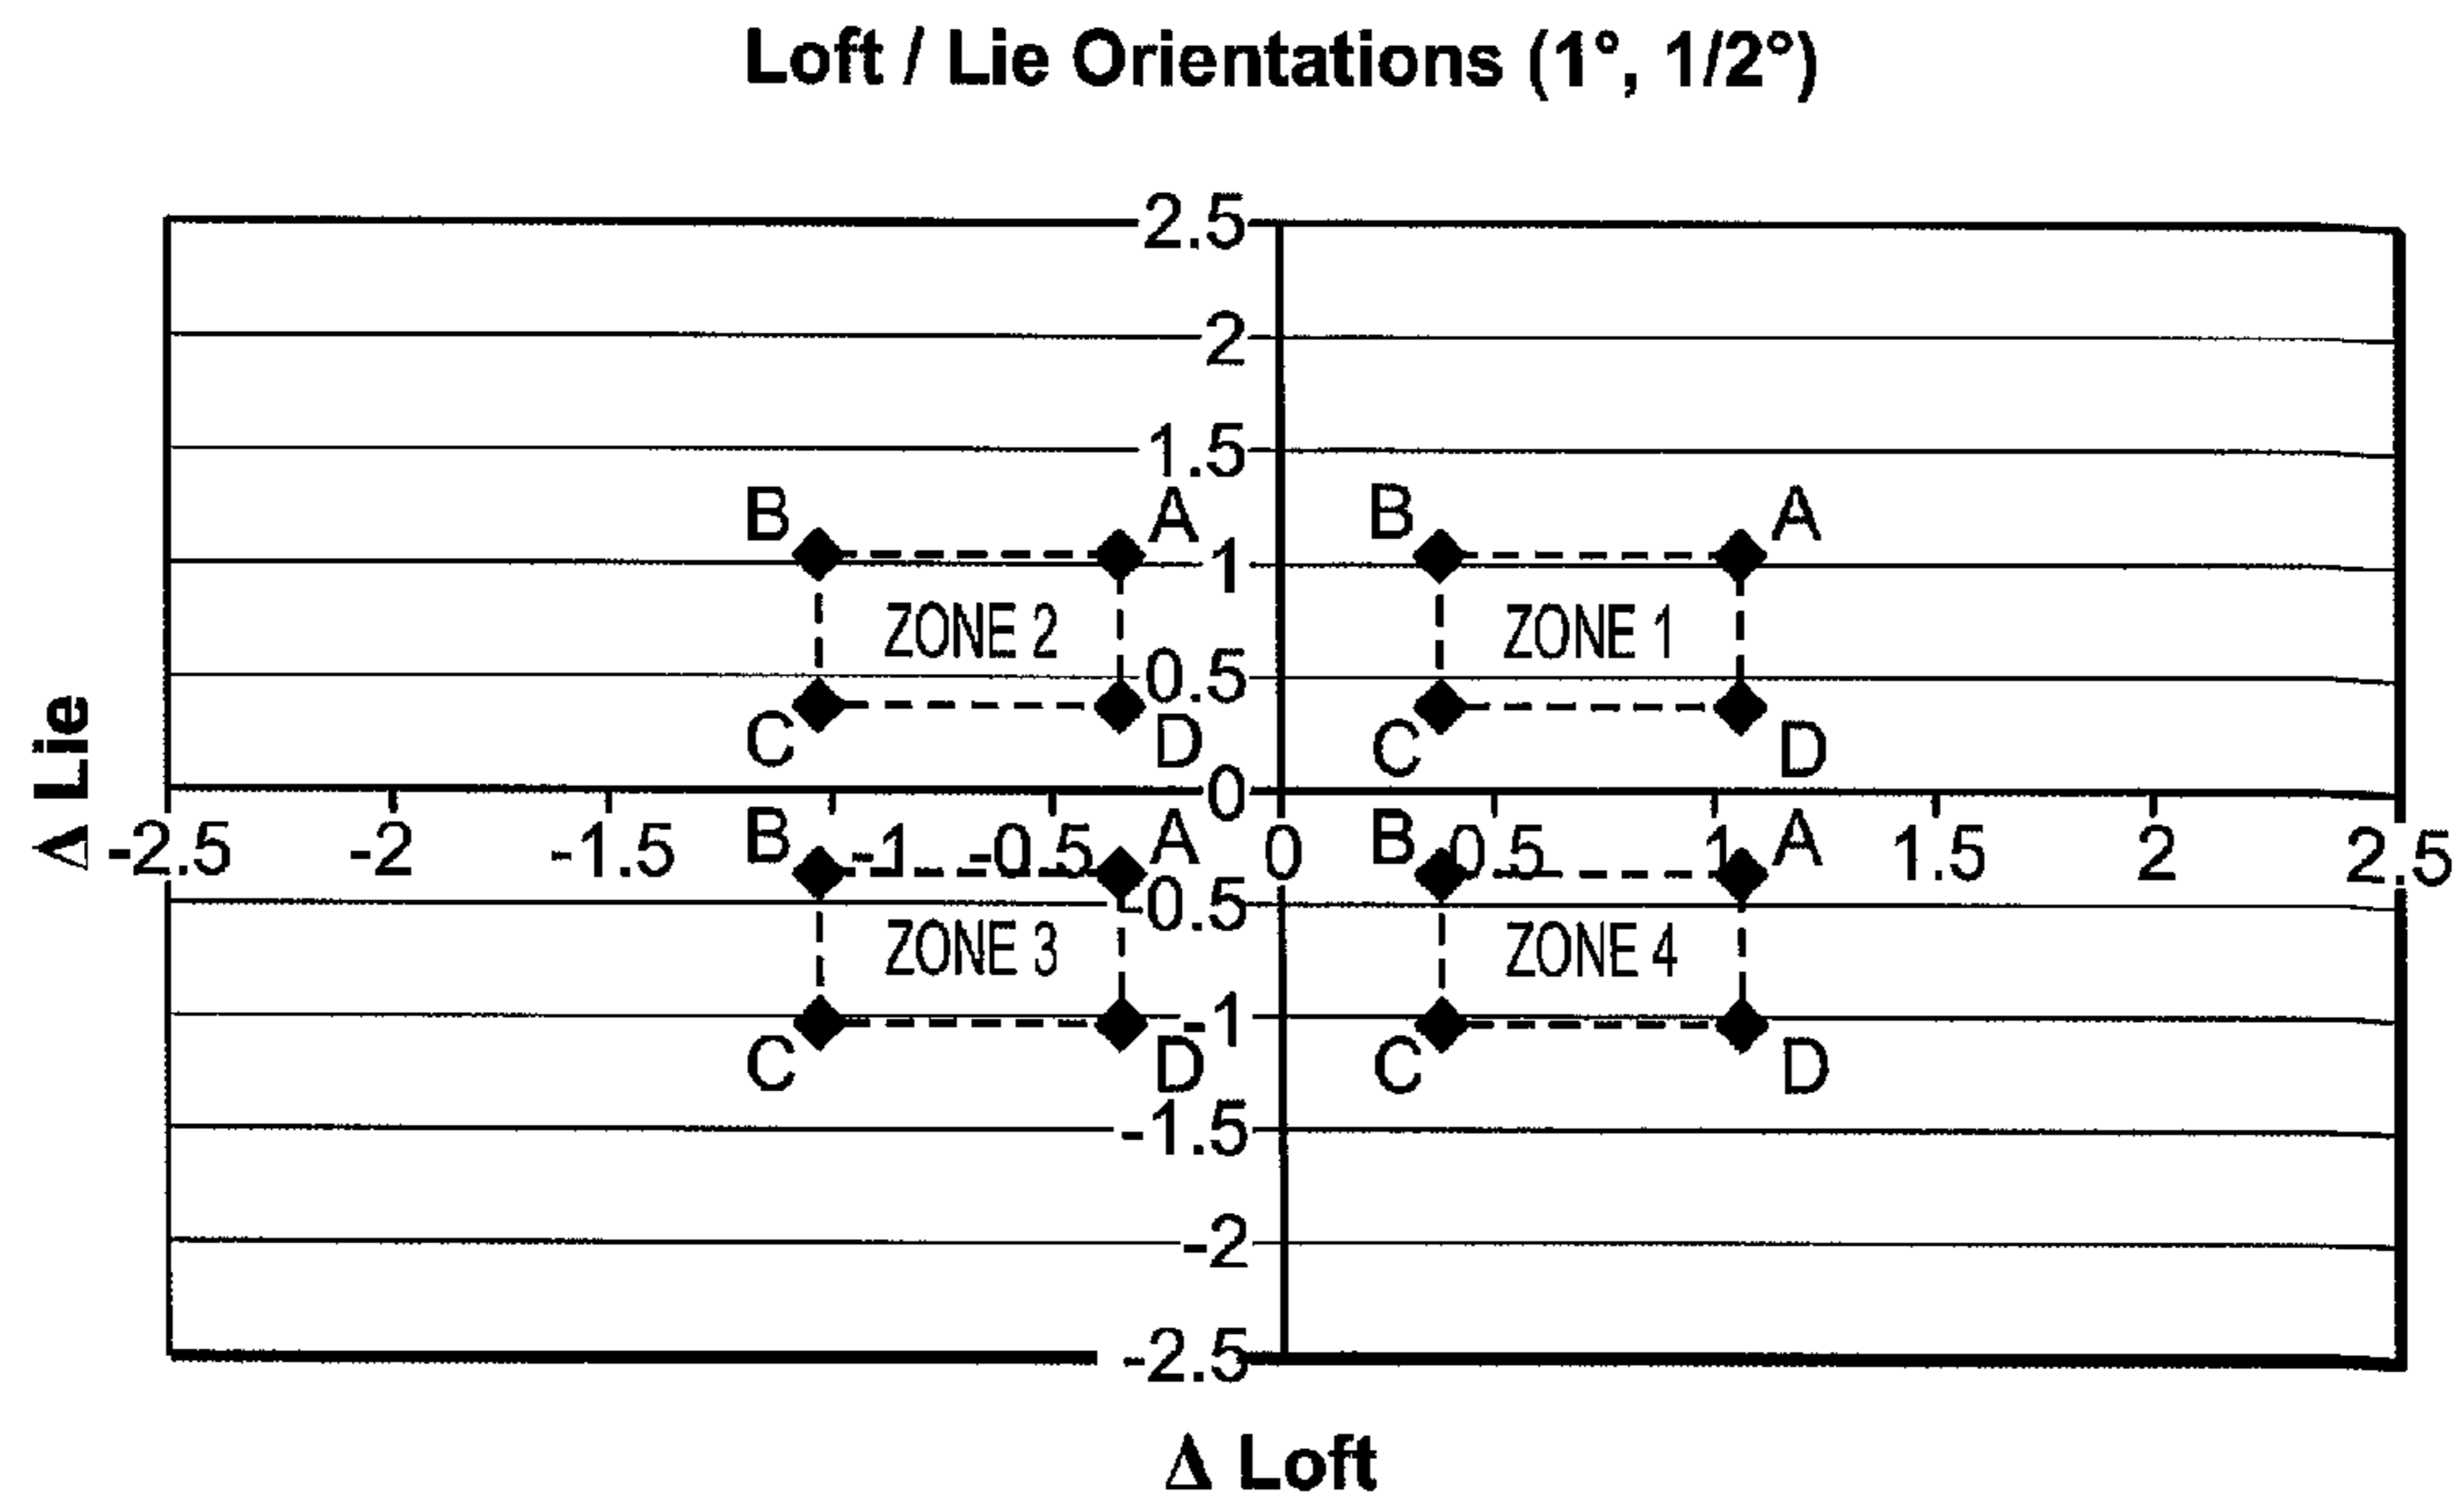 Loft / Lie Orientations (1°, 1/2°)
2.5
2
1.5
B A B A
1
ZONE 2 ZONE 1
0.5
C D C D
0
Δ Lie
B A B A
-2.5 -2 -1.5 -1 -0.5 0 0.5 1 1.5 2 2.5
-0.5
ZONE 3 ZONE 4
-1
C D C D
-1.5
-2
-2.5
Δ Loft